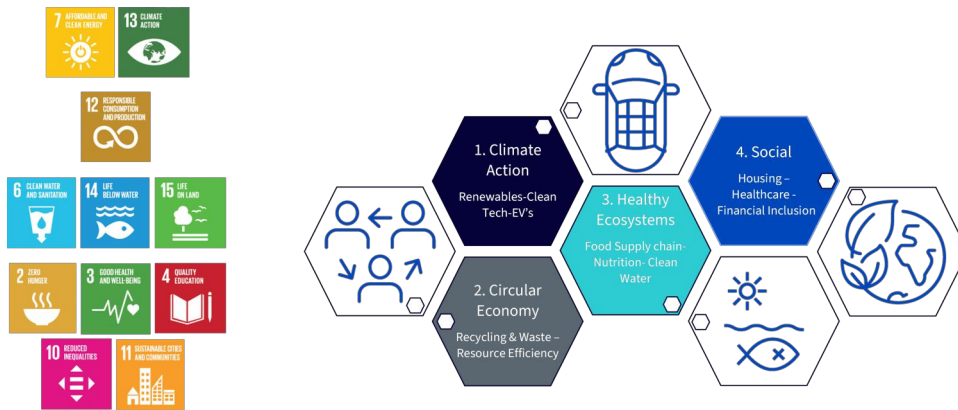 7 AFFORDABLE AND
CLEAN ENERGY
13 CLIMATE
ACTION
12 RESPONSIBLE
CONSUMPTION
AND PRODUCTION
6 CLEAN WATER
AND SANITATION
14 LIFE
BELOW WATER
15 LIFE
ON LAND
2 ZERO
HUNGER
3 GOOD HEALTH
AND WELL-BEING
4 QUALITY
EDUCATION
10 REDUCED
INEQUALITIES
11 SUSTAINABLE CITIES
AND COMMUNITIES
1. Climate
Action
Renewables-Clean
Tech-EV's
2. Circular
Economy
Recycling & Waste –
Resource Efficiency
3. Healthy
Ecosystems
Food Supply chain-
Nutrition- Clean
Water
4. Social
Housing –
Healthcare -
Financial Inclusion